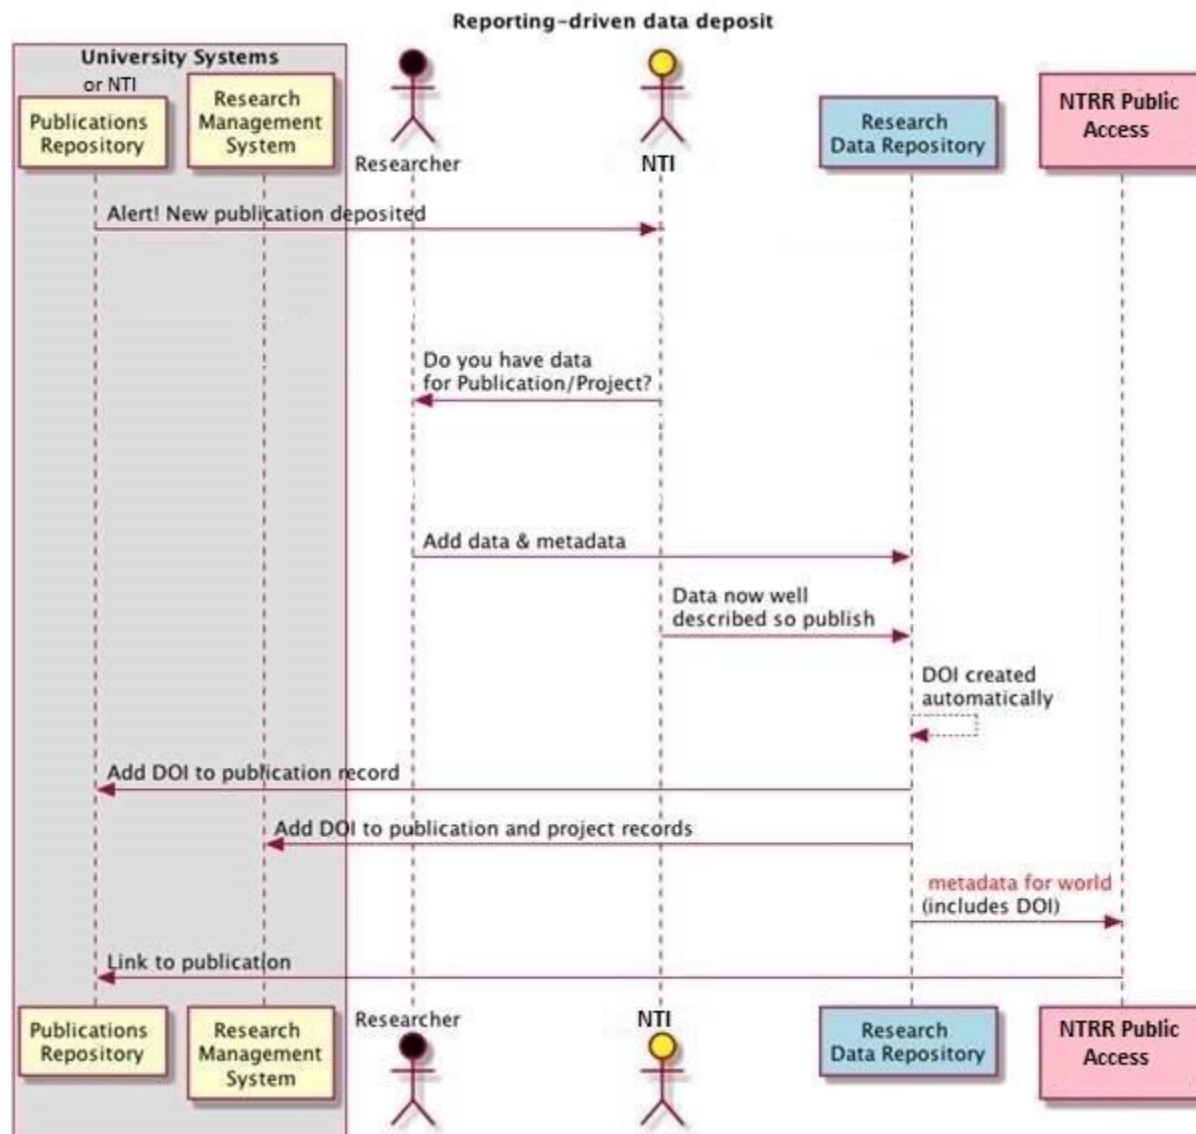 Reporting-driven data deposit
University Systems
or NTI
Publications
Repository
Research
Management
System
Researcher
NTI
Research
Data Repository
NTRR Public
Access
Alert! New publication deposited
Do you have data
for Publication/Project?
Add data & metadata
Data now well
described so publish
DOI created
automatically
Add DOI to publication record
Add DOI to publication and project records
metadata for world
(includes DOI)
Link to publication
Publications
Repository
Research
Management
System
Researcher
NTI
Research
Data Repository
NTRR Public
Access